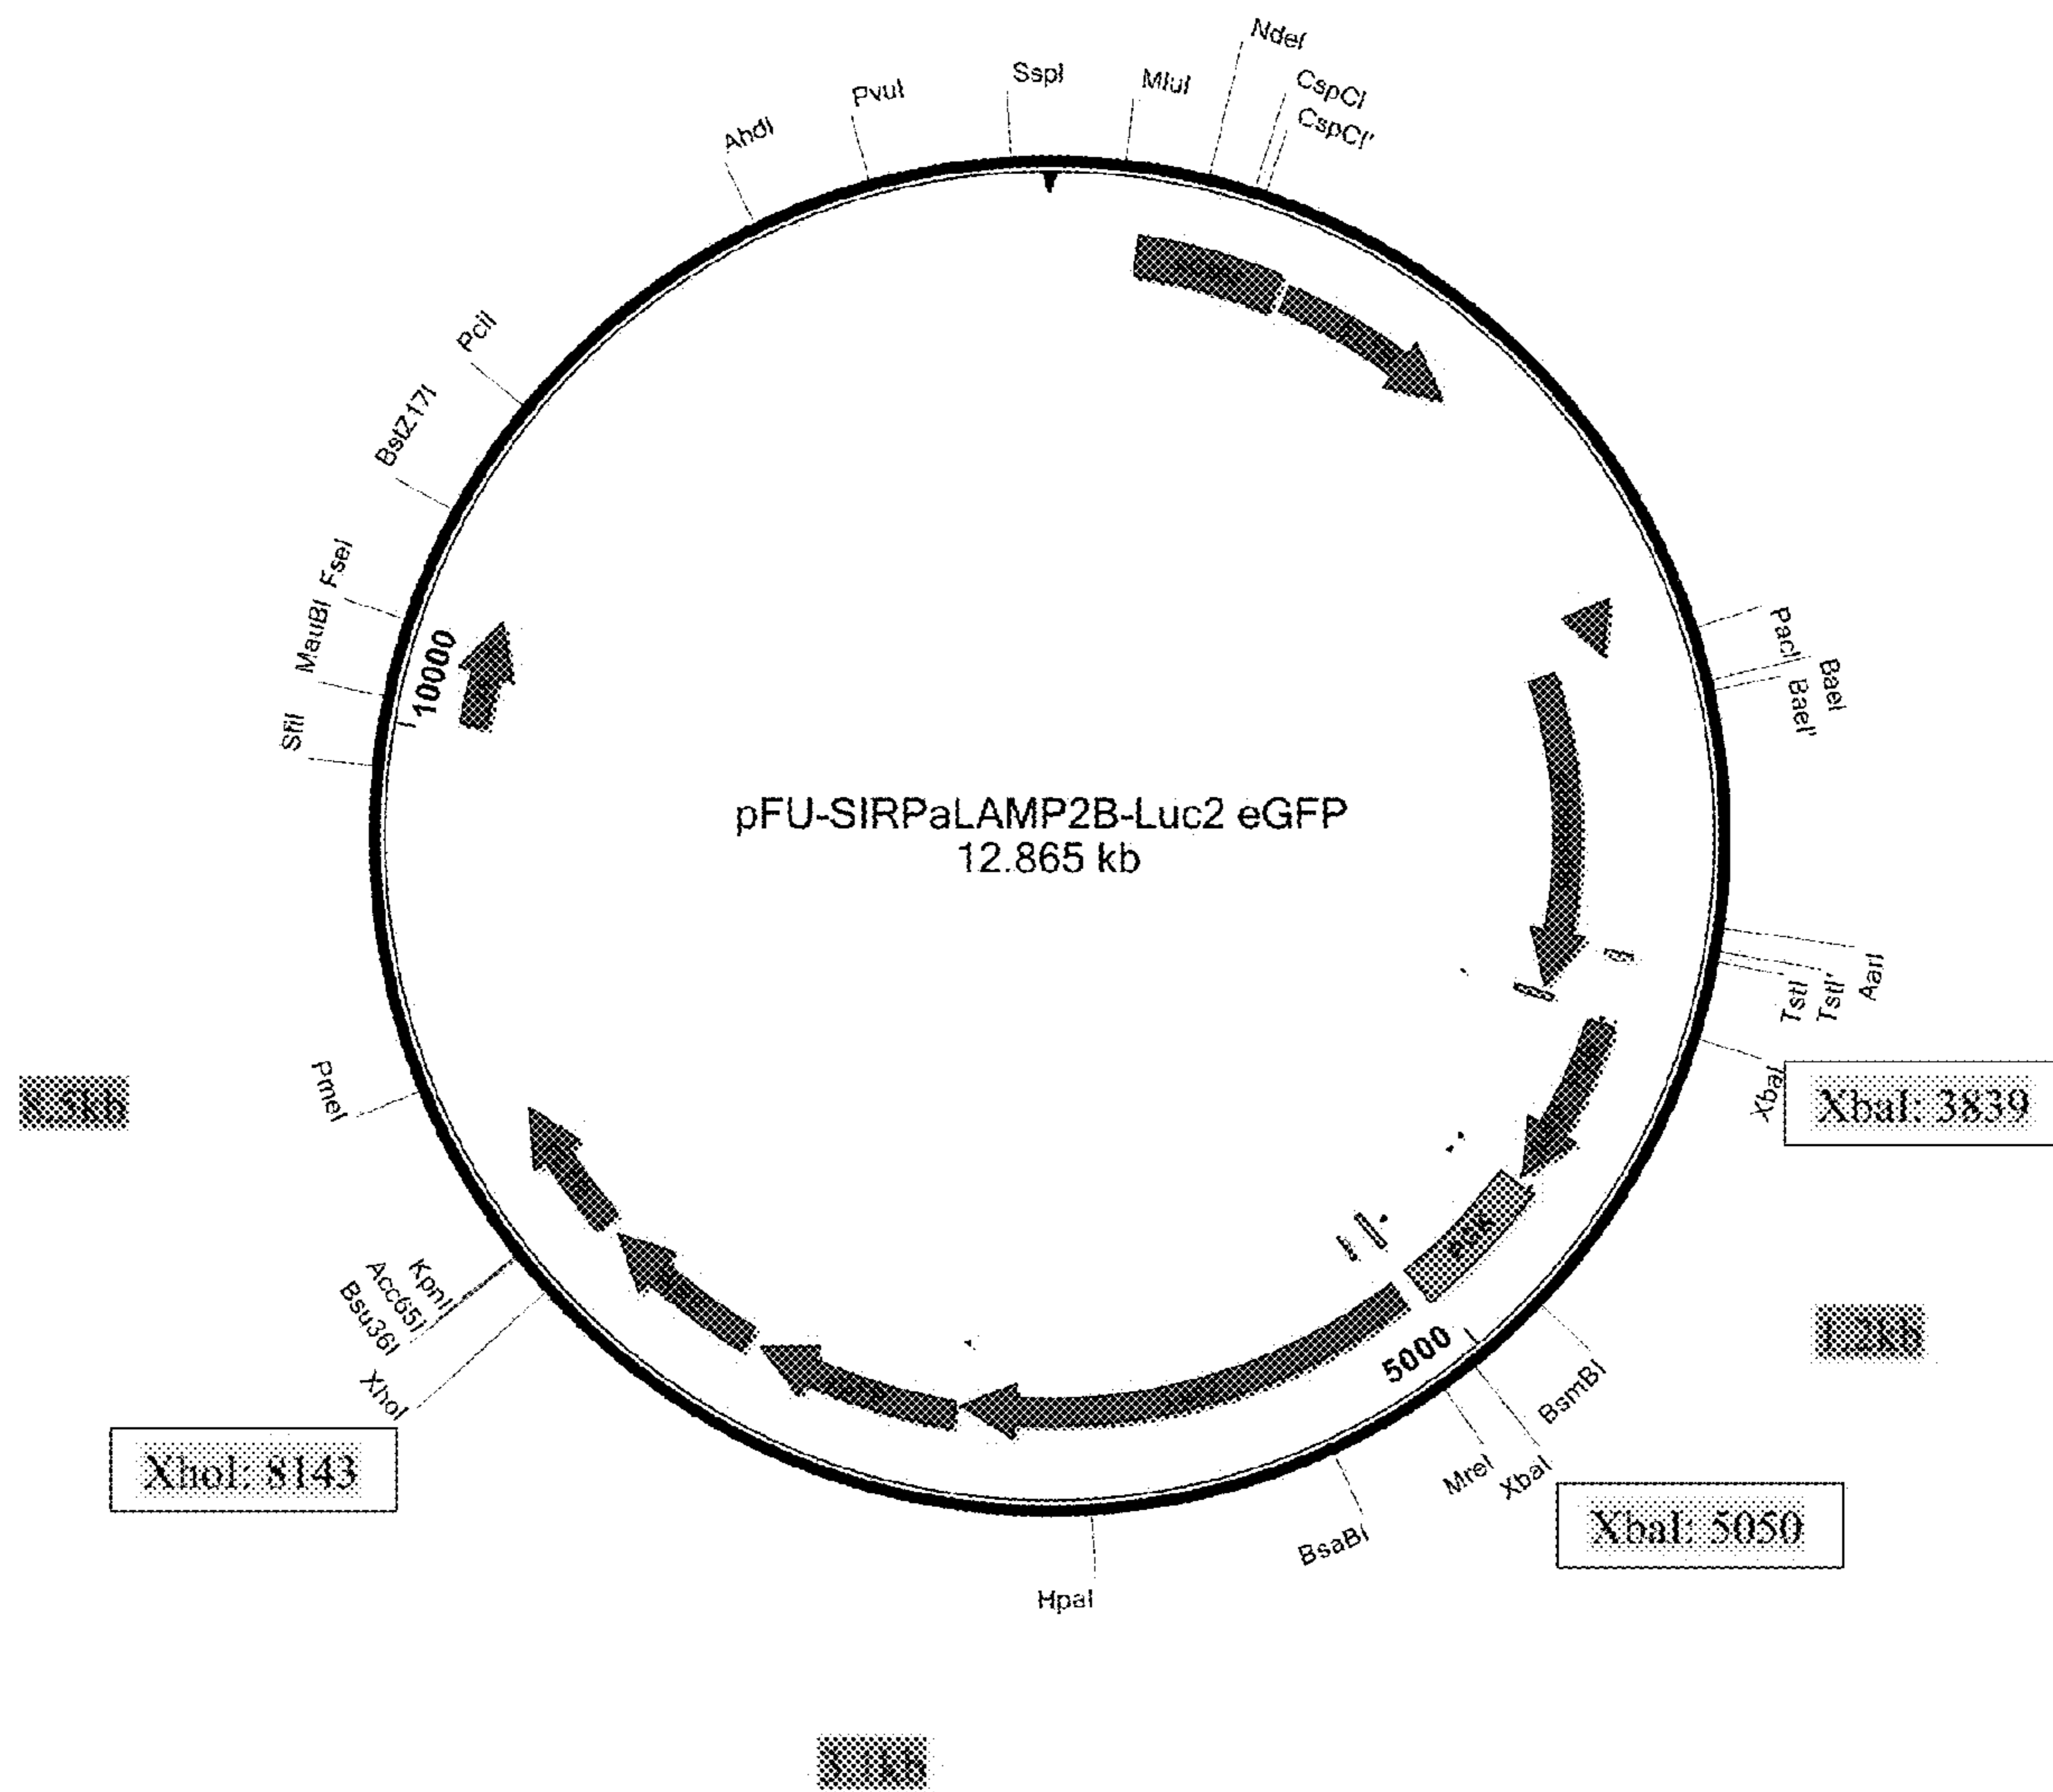 NdeI
SspI
MluI
CspCI
PvuI
CspCI'
AhdI
PciI
BstZ17I
FseI
MauBI
10000
SfiI
PacI
BaeI
BaeI'
pFU-SIRPaLAMP2B-Luc2 eGFP
12.865 kb
AarI
TstI'
TstI
XbaI
XbaI: 3839
PmeI
KpnI
Acc65I
Bsu36I
XhoI
XhoI: 8143
1.2kb
5000
BsmBI
MreI
XbaI
XbaI: 5050
BsaBI
HpaI